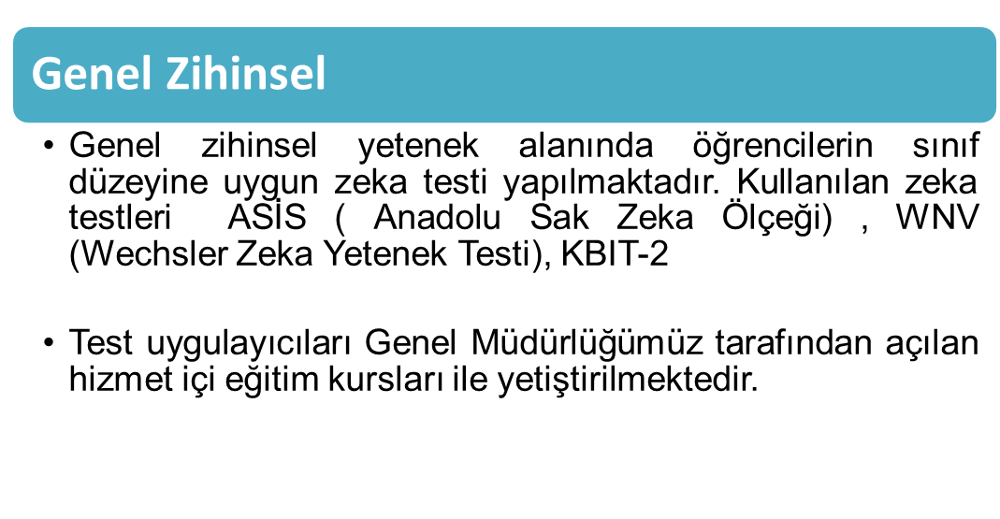 Genel Zihinsel
• Genel zihinsel yetenek alanında öğrencilerin sınıf
düzeyine uygun zeka testi yapılmaktadır. Kullanılan zeka
testleri ASİS ( Anadolu Sak Zeka Ölçeği) , WNV
(Wechsler Zeka Yetenek Testi), KBIT-2
• Test uygulayıcıları Genel Müdürlüğümüz tarafından açılan
hizmet içi eğitim kursları ile yetiştirilmektedir.